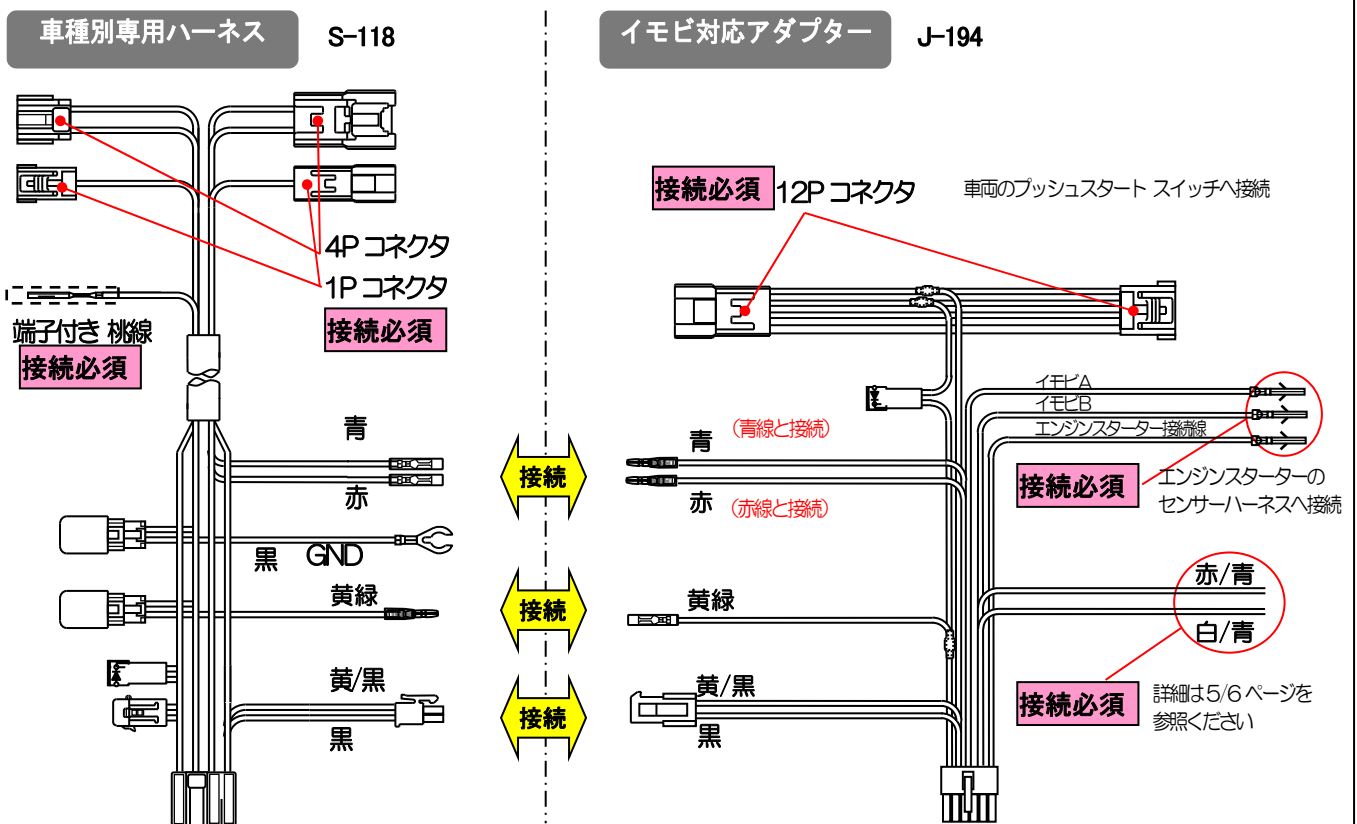 車種別専用ハーネス
S-118
4P コネクタ
1P コネクタ
接続必須
端子付き 桃線
接続必須
青
赤
黒
GND
黄緑
黄/黒
黒
接続
接続
接続
イモビ対応アダプター
J-194
接続必須
12P コネクタ
車両のプッシュスタート スイッチへ接続
イモビA
イモビB
エンジンスターター接続線
青
(青線と接続)
赤
(赤線と接続)
接続必須
エンジンスターターの
センサーハーネスへ接続
黄緑
赤/青
白/青
黄/黒
黒
接続必須
詳細は5/6 ページを
参照ください